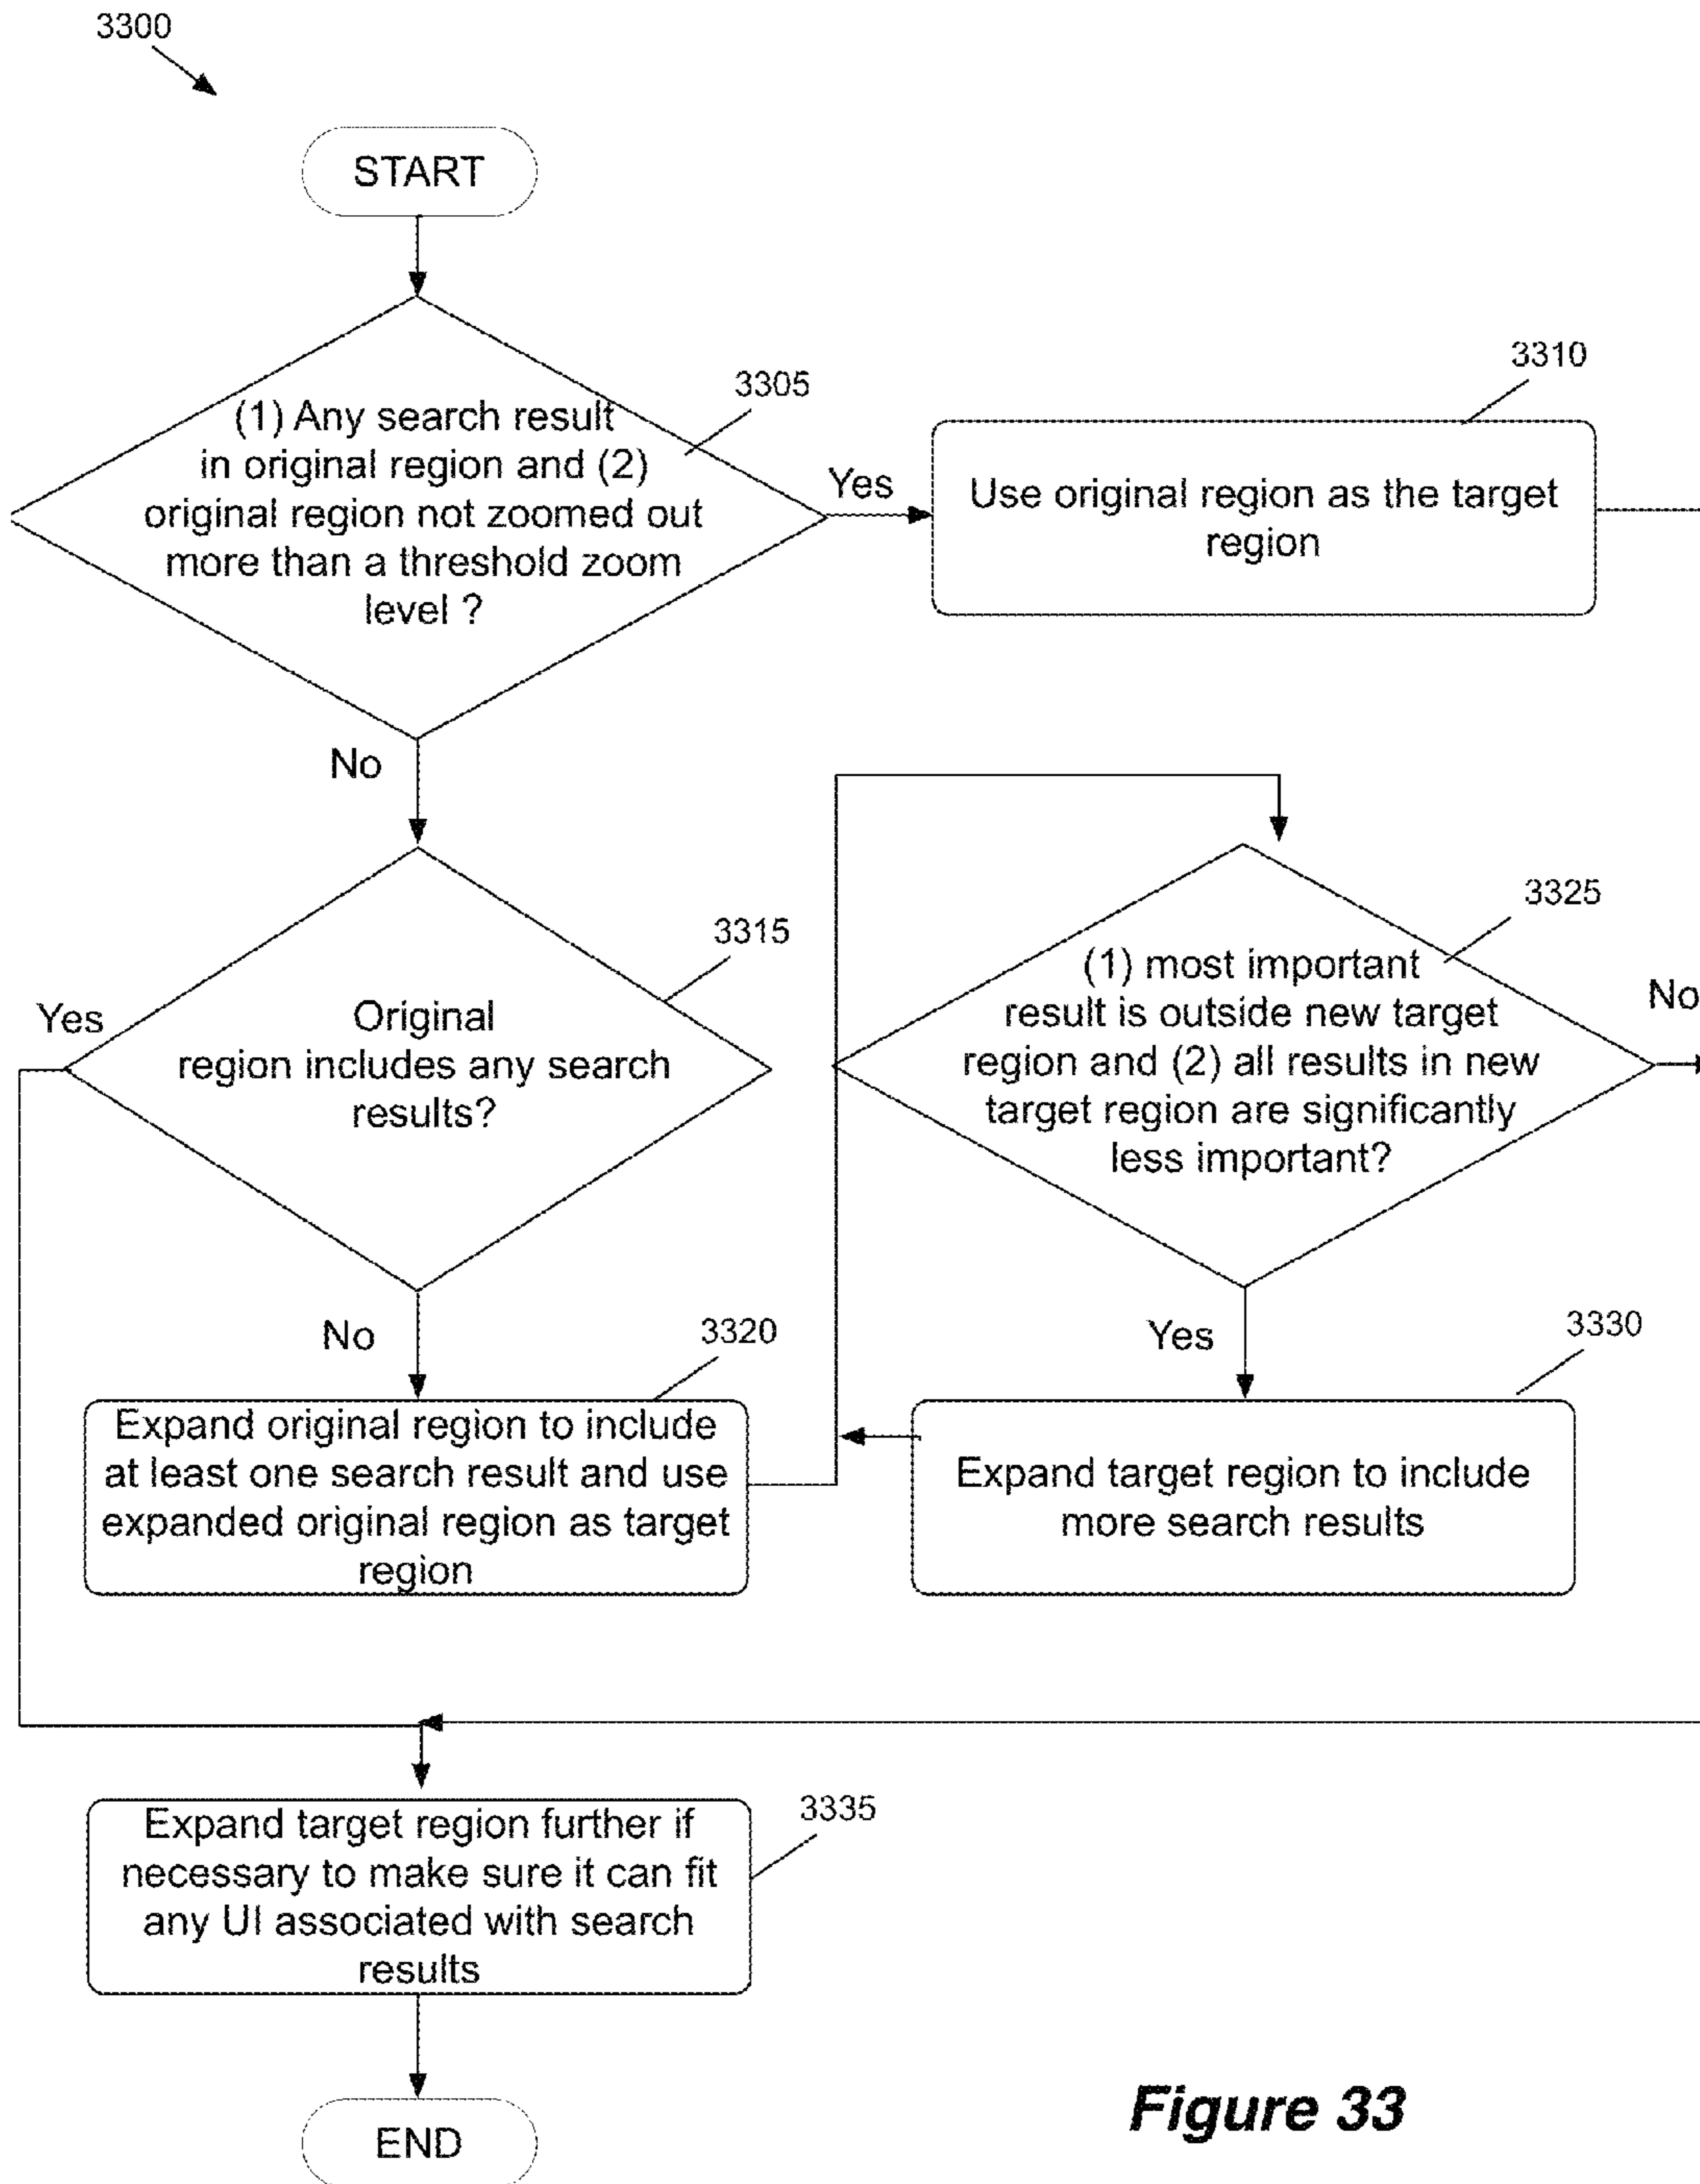 3300
START
3305
(1) Any search result
in original region and (2)
original region not zoomed out
more than a threshold zoom
level ?
Yes
3310
Use original region as the target
region
No
3315
Original
region includes any search
results?
Yes
No
3320
Expand original region to include
at least one search result and use
expanded original region as target
region
3325
(1) most important
result is outside new target
region and (2) all results in new
target region are significantly
less important?
No
Yes
3330
Expand target region to include
more search results
3335
Expand target region further if
necessary to make sure it can fit
any UI associated with search
results
END
Figure 33